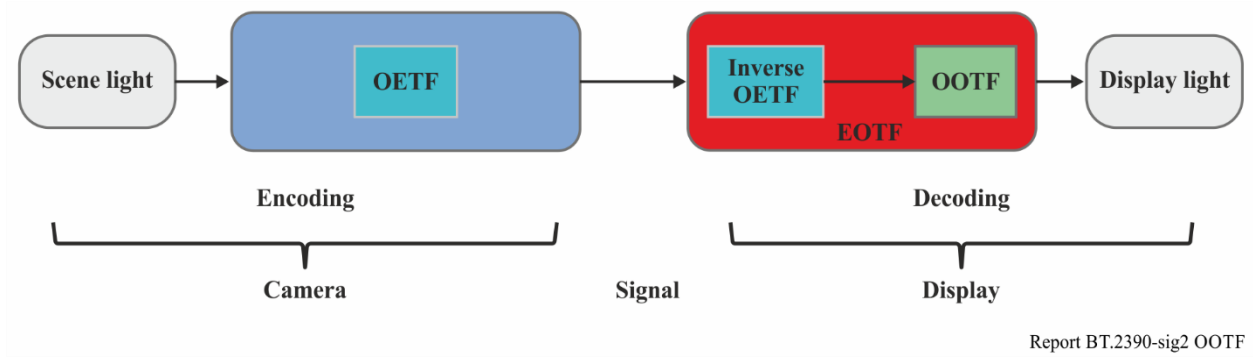 Scene light
OETF
Inverse
OETF
OOTF
EOTF
Display light
Encoding
Decoding
Camera
Signal
Display
Report BT.2390-sig2 OOTF